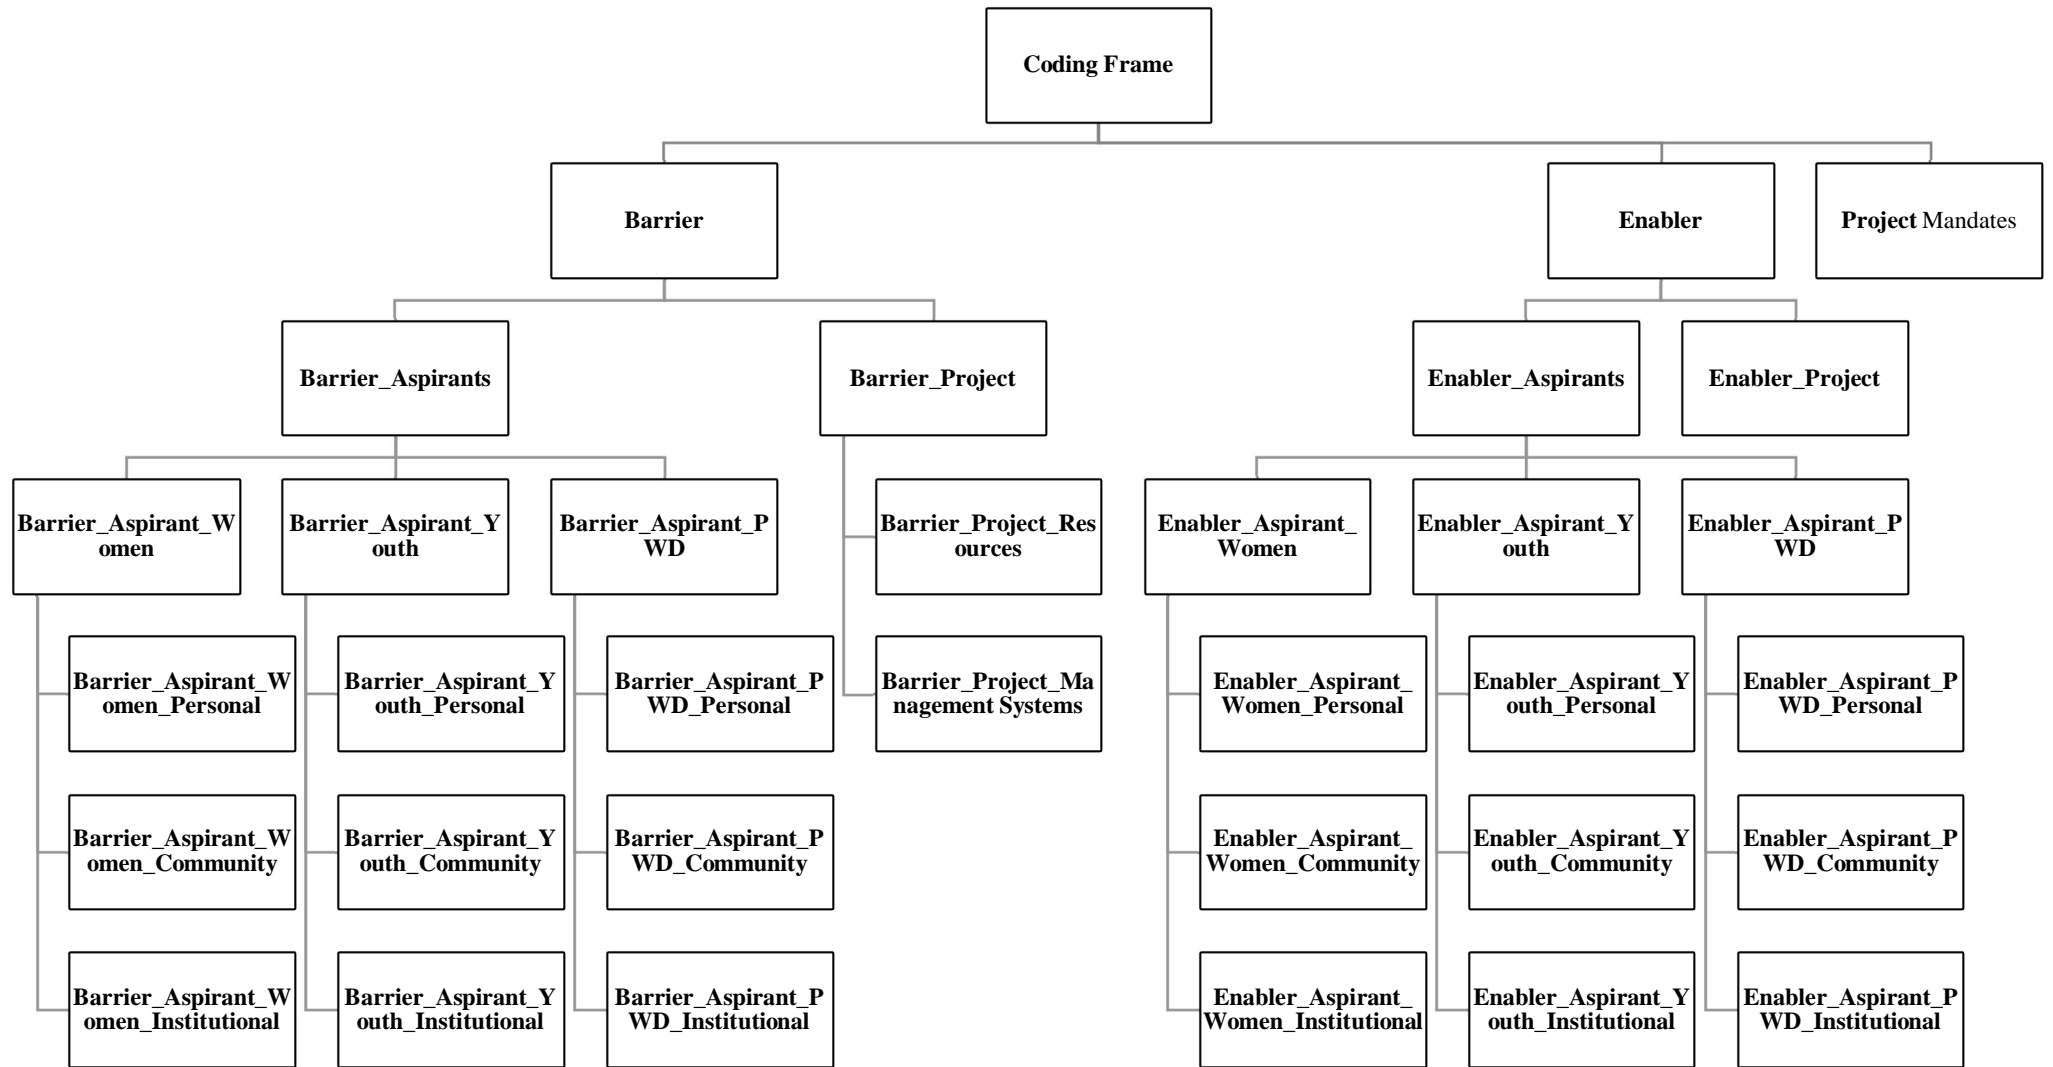 Coding Frame
Barrier
Enabler
Project Mandates
Barrier_Aspirants
Barrier_Project
Enabler_Aspirants
Enabler_Project
Barrier_Aspirant_W
omen
Barrier_Aspirant_Y
outh
Barrier_Aspirant_P
WD
Barrier_Project_Res
ources
Enabler_Aspirant_
Women
Enabler_Aspirant_Y
outh
Enabler_Aspirant_P
WD
Barrier_Aspirant_W
omen_Personal
Barrier_Aspirant_Y
outh_Personal
Barrier_Aspirant_P
WD_Personal
Barrier_Project_Ma
nagement Systems
Enabler_Aspirant_
Women_Personal
Enabler_Aspirant_Y
outh_Personal
Enabler_Aspirant_P
WD_Personal
Barrier_Aspirant_W
omen_Community
Barrier_Aspirant_Y
outh_Community
Barrier_Aspirant_P
WD_Community
Enabler_Aspirant_
Women_Community
Enabler_Aspirant_Y
outh_Community
Enabler_Aspirant_P
WD_Community
Barrier_Aspirant_W
omen_Institutional
Barrier_Aspirant_Y
outh_Institutional
Barrier_Aspirant_P
WD_Institutional
Enabler_Aspirant_
Women_Institutional
Enabler_Aspirant_Y
outh_Institutional
Enabler_Aspirant_P
WD_Institutional